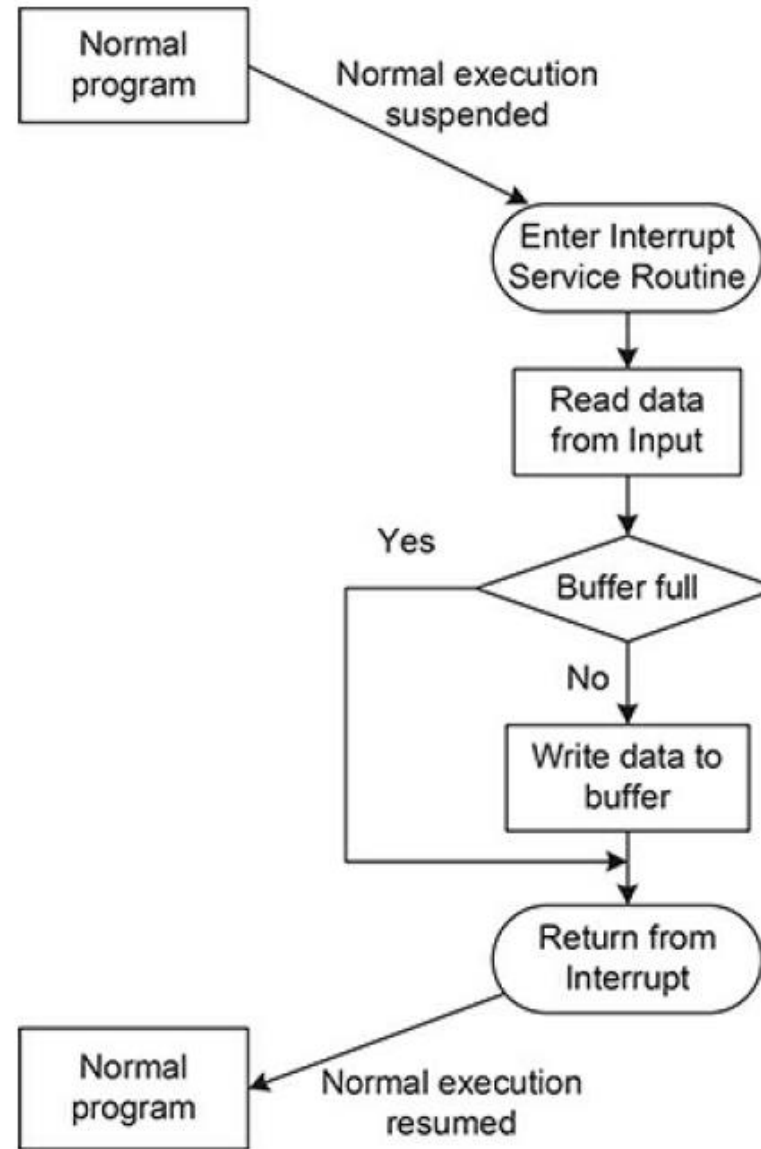 Normal
program
Normal execution
suspended
Enter Interrupt
Service Routine
Read data
from Input
Yes
Buffer full
No
Write data to
buffer
Return from
Interrupt
Normal
program
Normal execution
resumed